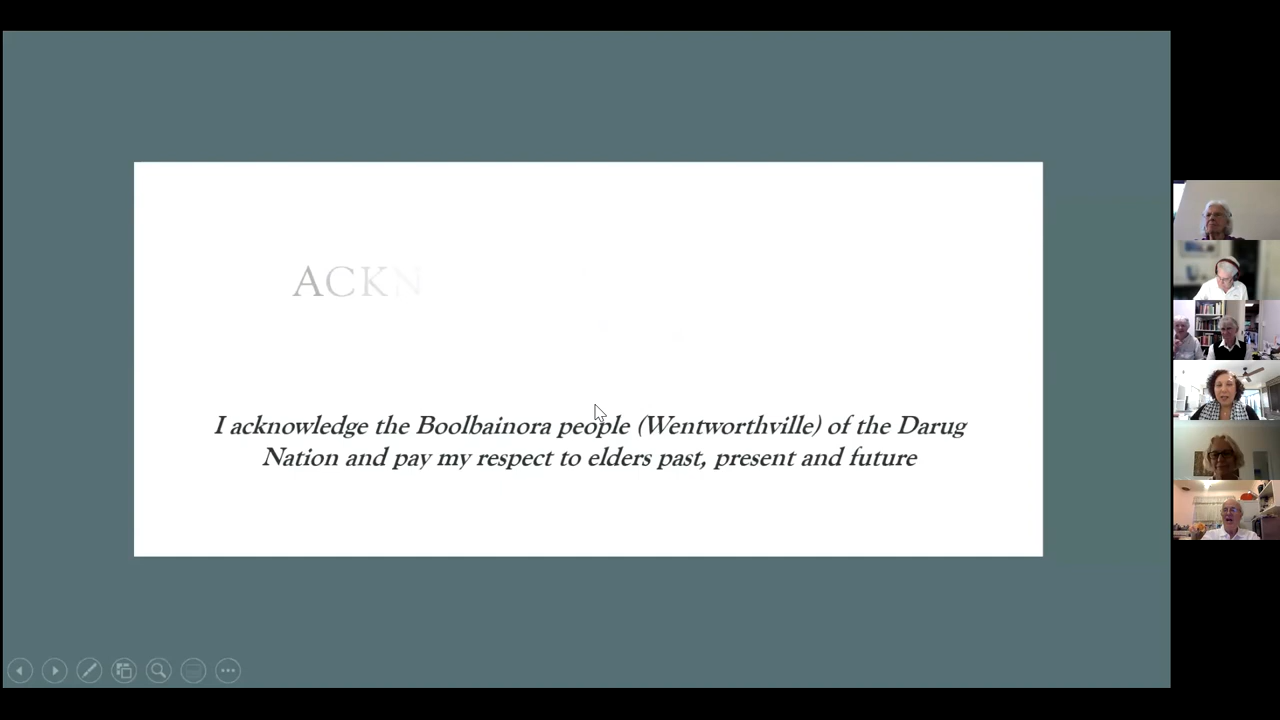 ACKN
I acknowledge the Boolbainora people (Wentworthville) of the Darug
Nation and pay my respect to elders past, present and future